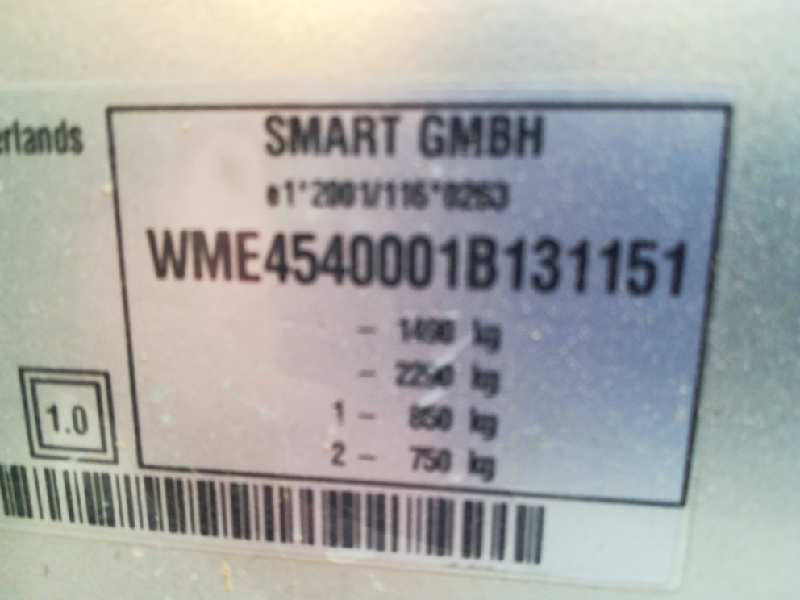 erlands
SMART GMBH
e1*2001/116*0263
WME4540001B131151
- 1490 kg
- 2290 kg
1 - 850 kg
2 - 750 kg
1.0